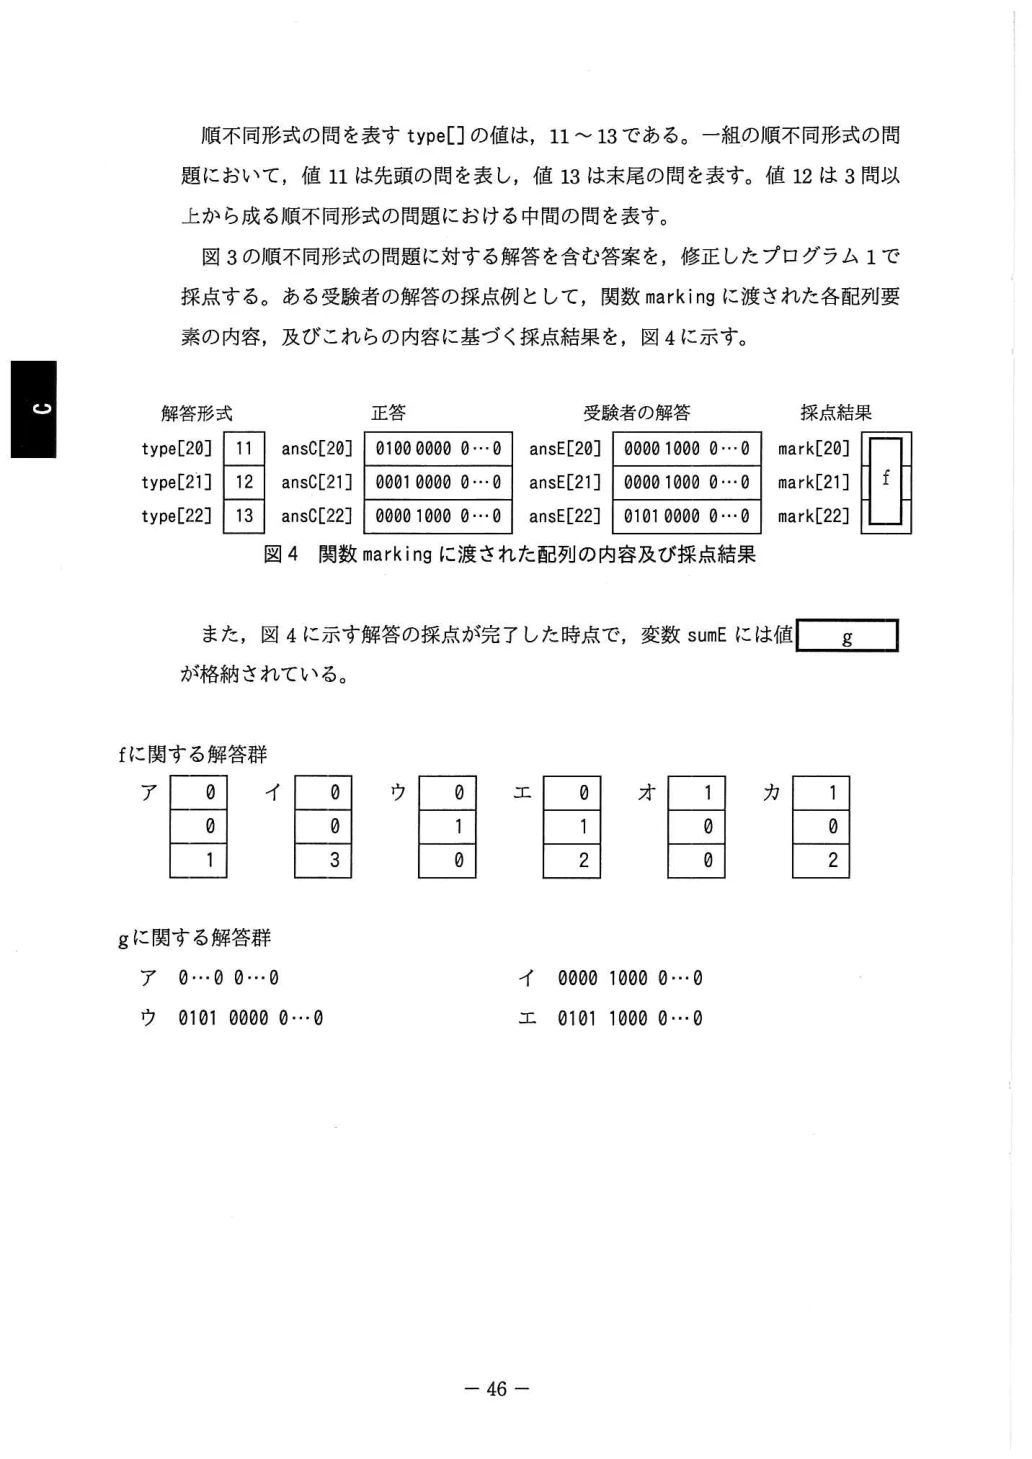 順不同形式の問を表す type[] の値は，11～13である。一組の順不同形式の問
題において，値 11 は先頭の問を表し，値 13 は末尾の問を表す。値 12 は 3 問以
上から成る順不同形式の問題における中間の問を表す。
図 3 の順不同形式の問題に対する解答を含む答案を，修正したプログラム 1 で
採点する。ある受験者の解答の採点例として，関数 marking に渡された各配列要
素の内容，及びこれらの内容に基づく採点結果を，図 4 に示す。
C
解答形式 正答 受験者の解答 採点結果
type[20] 11 ansC[20] 0100 0000 0…0 ansE[20] 0000 1000 0…0 mark[20]
type[21] 12 ansC[21] 0001 0000 0…0 ansE[21] 0000 1000 0…0 mark[21] f
type[22] 13 ansC[22] 0000 1000 0…0 ansE[22] 0101 0000 0…0 mark[22]
図 4 関数 marking に渡された配列の内容及び採点結果
また，図 4 に示す解答の採点が完了した時点で，変数 sumE には値 g
が格納されている。
fに関する解答群
ア 0 イ 0 ウ 0 エ 0 オ 1 カ 1
0 0 1 1 0 0
1 3 0 2 0 2
gに関する解答群
ア 0…0 0…0 イ 0000 1000 0…0
ウ 0101 0000 0…0 エ 0101 1000 0…0
－ 46 －